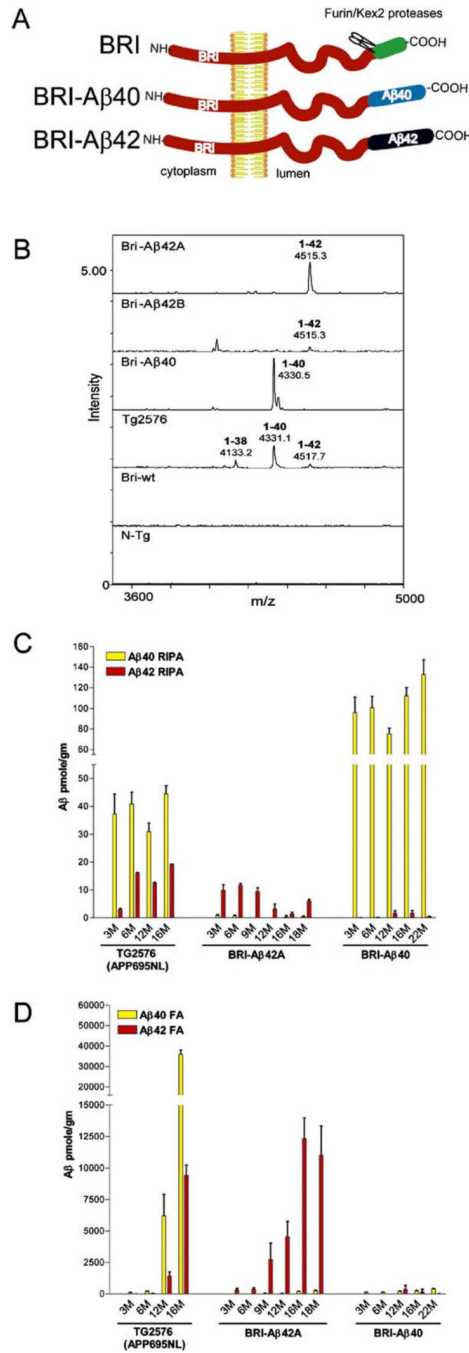 A
Furin/Kex2 proteases
BRI NH- BRI -COOH
BRI-Aβ40 NH- BRI Aβ40 -COOH
BRI-Aβ42 NH- BRI Aβ42 -COOH
cytoplasm lumen
B
Bri-Aβ42A
1-42
4515.3
5.00
Bri-Aβ42B
1-42
4515.3
Bri-Aβ40
1-40
4330.5
Tg2576
1-38
4133.2
1-40
4331.1
1-42
4517.7
Bri-wt
N-Tg
Intensity
0
3600 5000
m/z
C
Aβ40 RIPA
Aβ42 RIPA
Aβ pmole/gm
160
140
120
100
80
60
50
40
30
20
10
0
3M 6M 12M 16M
3M 6M 9M 12M 16M 18M
3M 6M 12M 16M 22M
TG2576 BRI-Aβ42A BRI-Aβ40
(APP695NL)
D
Aβ40 FA
Aβ42 FA
Aβ pmole/gm
60000
50000
40000
30000
20000
12500
10000
7500
5000
2500
0
3M 6M 12M 16M
3M 6M 9M 12M 16M 18M
3M 6M 12M 16M 22M
TG2576 BRI-Aβ42A BRI-Aβ40
(APP695NL)